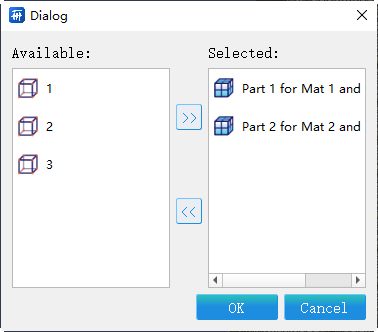 Dialog
Available:
Selected:
1
2
3
>>
<<
Part 1 for Mat 1 and
Part 2 for Mat 2 and
OK
Cancel